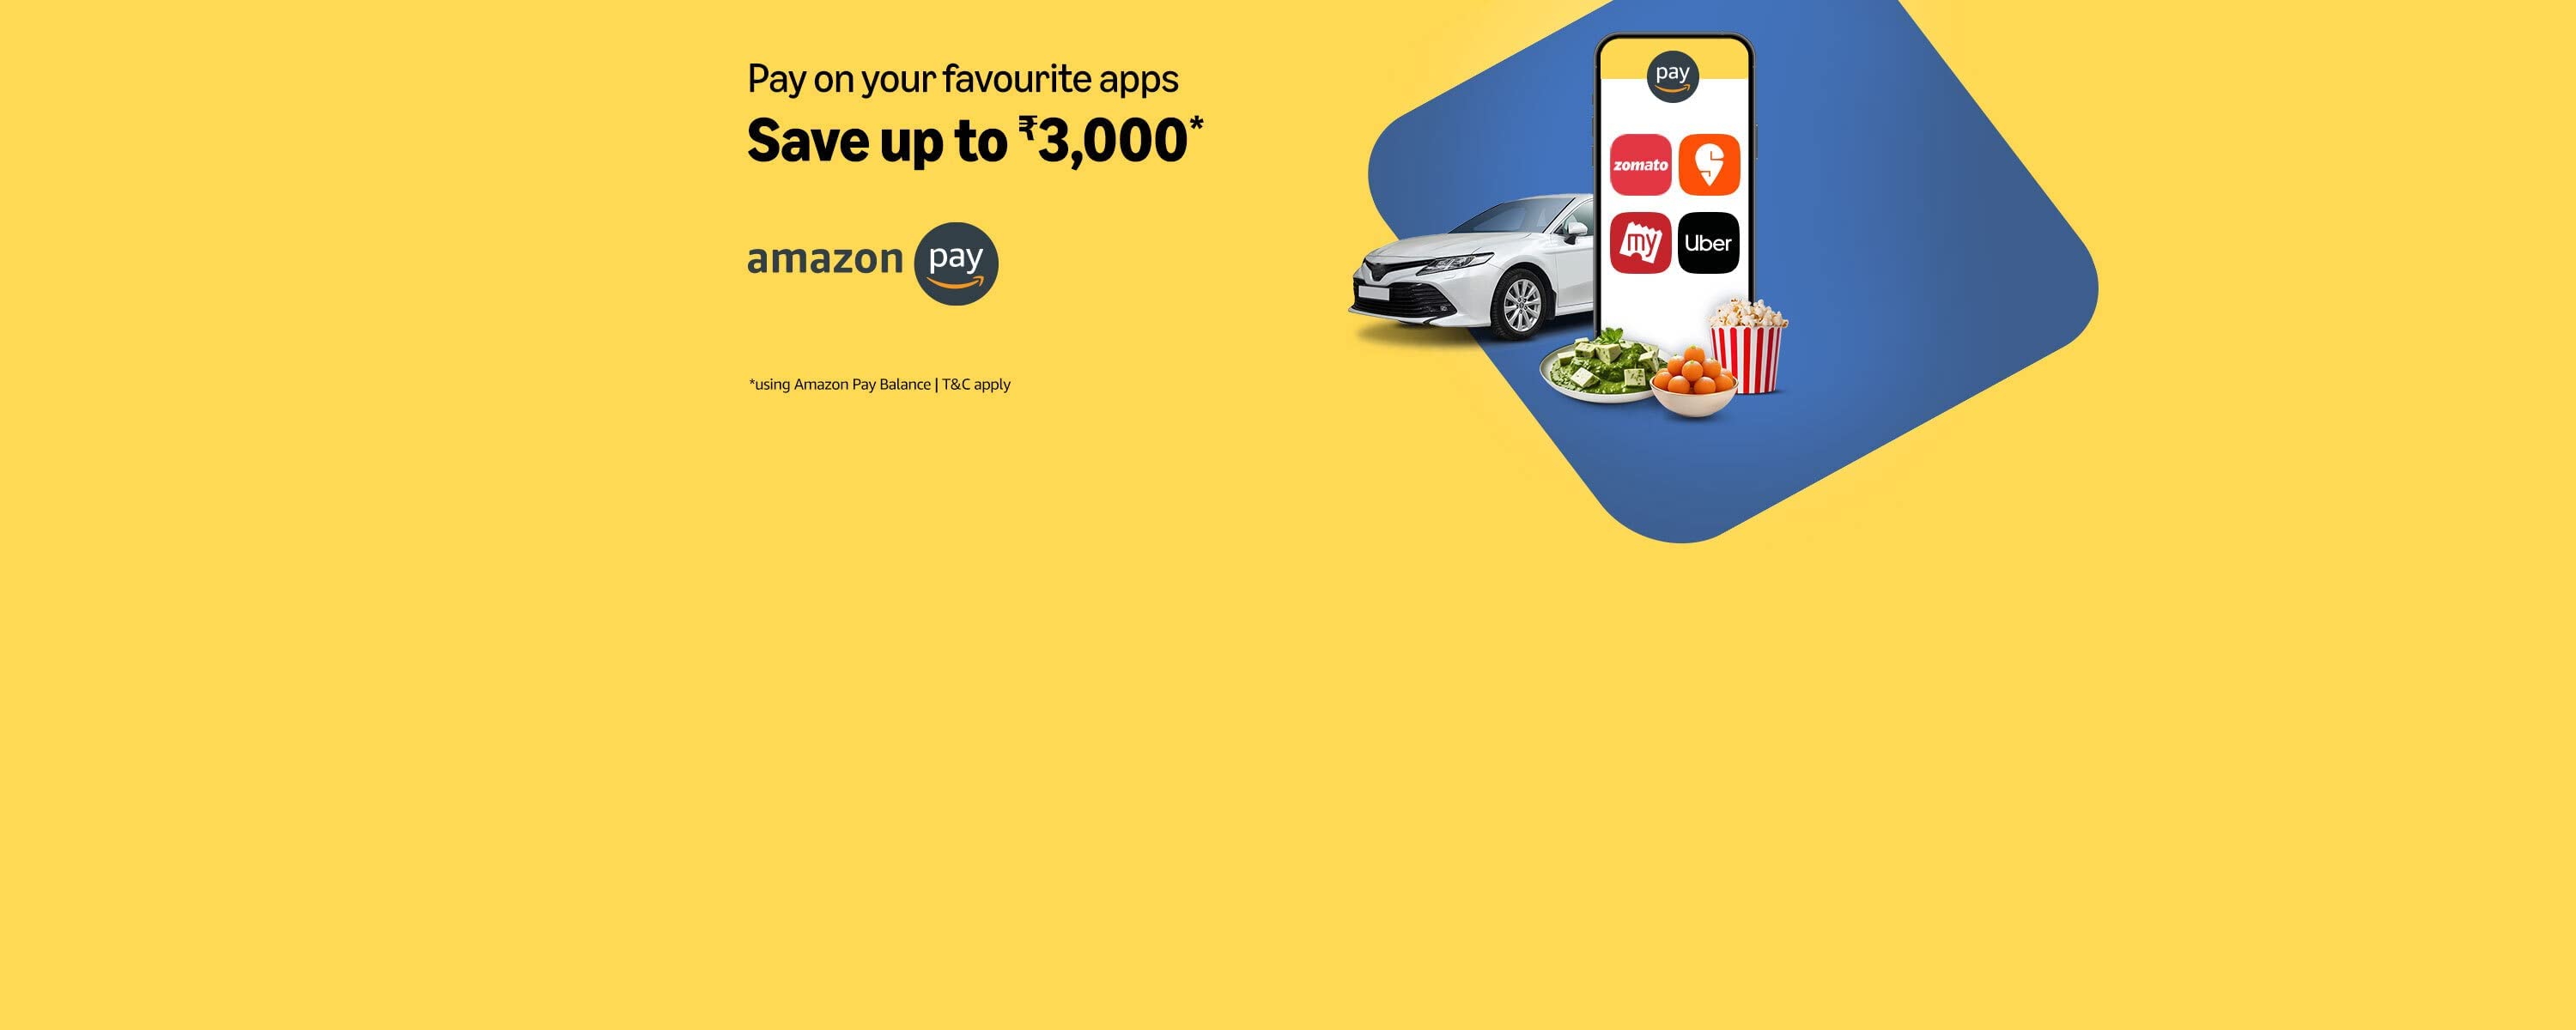 Pay on your favourite apps
Save up to ₹3,000*
amazon pay
*using Amazon Pay Balance | T&C apply
pay
zomato
my
Uber